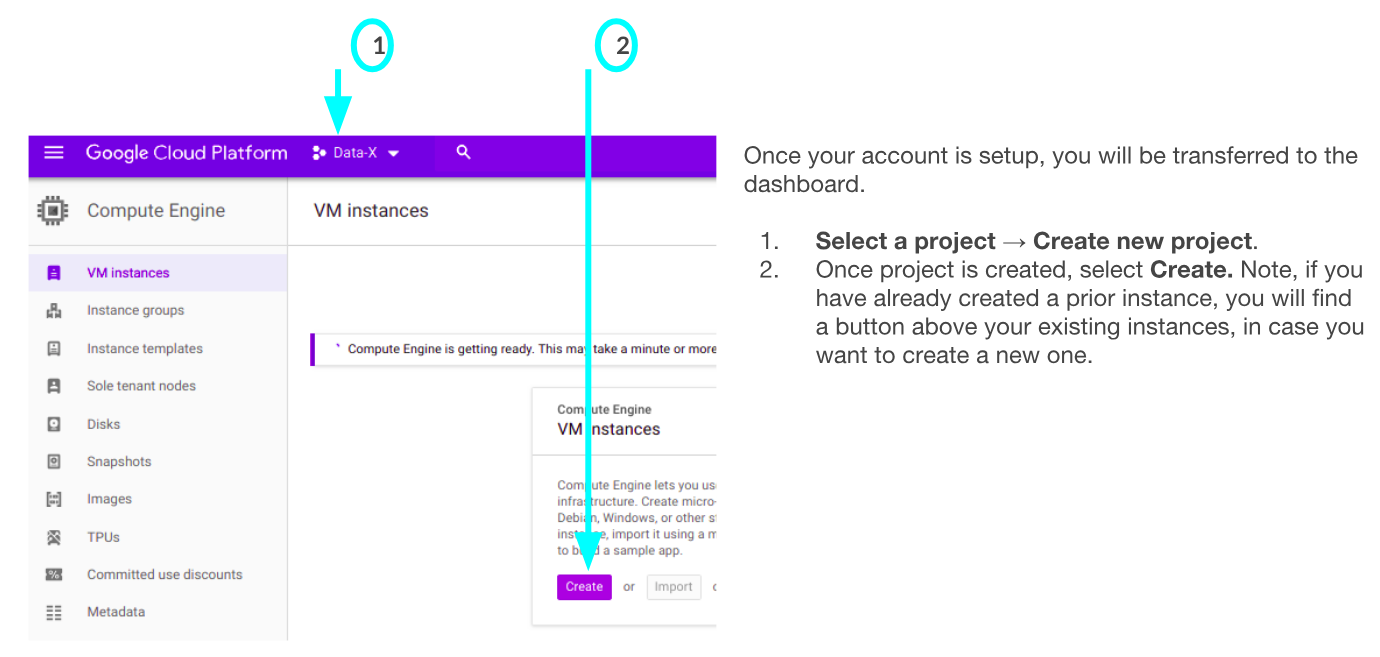 1
2
Google Cloud Platform
Data-X
Compute Engine
VM instances
VM instances
Instance groups
Instance templates
Sole tenant nodes
Disks
Snapshots
Images
TPUs
Committed use discounts
Metadata
Compute Engine is getting ready. This may take a minute or more
Compute Engine
VM instances
Compute Engine lets you us
infrastructure. Create micro-
Debian, Windows, or other s
instance, import it using a m
to build a sample app.
Create or Import
Once your account is setup, you will be transferred to the
dashboard.
1. Select a project → Create new project.
2. Once project is created, select Create. Note, if you
have already created a prior instance, you will find
a button above your existing instances, in case you
want to create a new one.